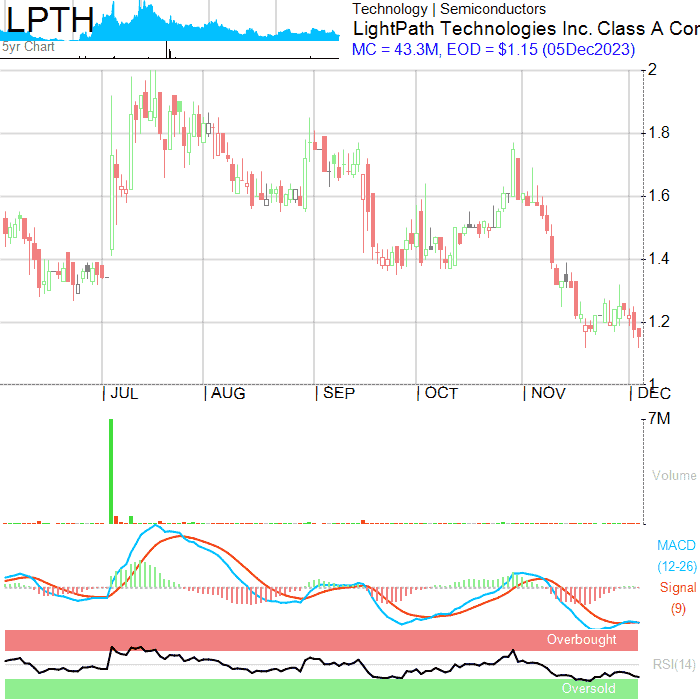 LPTH
5yr Chart
Technology | Semiconductors
LightPath Technologies Inc. Class A Cor
MC = 43.3M, EOD = $1.15 (05Dec2023)
2
1.8
1.6
1.4
1.2
1
| JUL | AUG | SEP | OCT | NOV | DEC
7M
Volume
MACD
(12-26)
Signal
(9)
Overbought
RSI(14)
Oversold